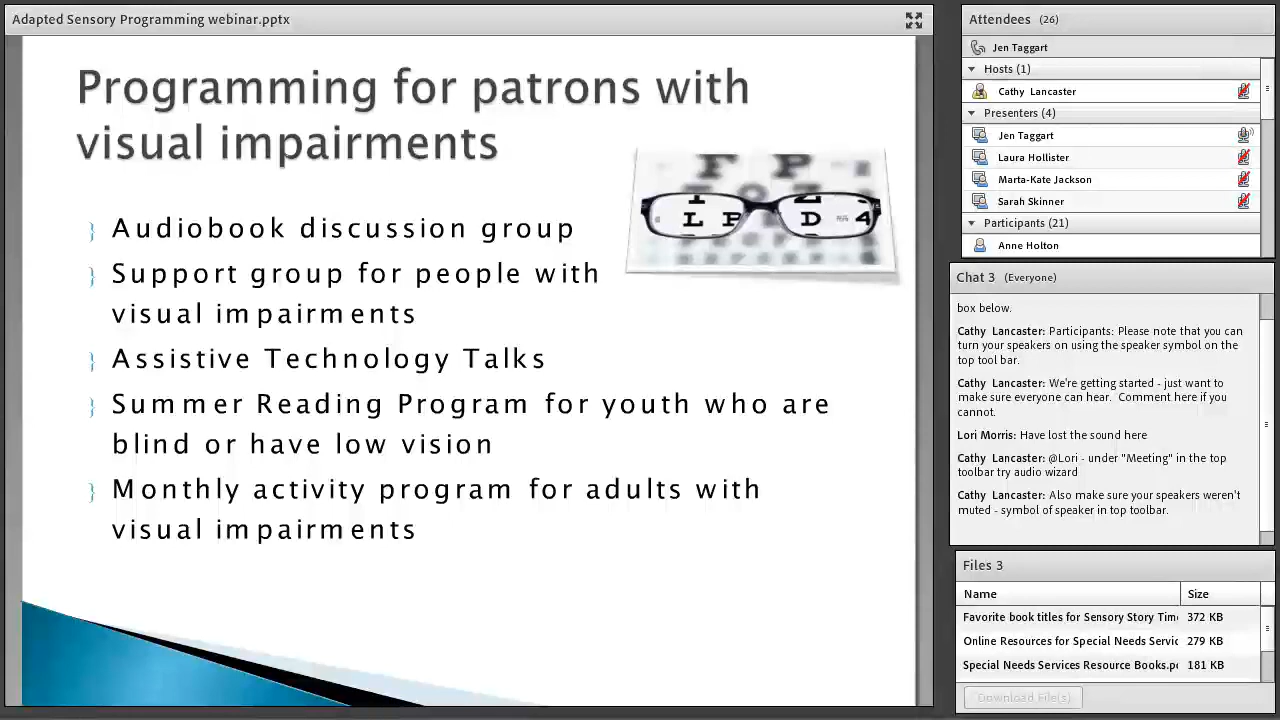 Adapted Sensory Programming webinar.pptx
Programming for patrons with
visual impairments
F P
T O Z
L P D 4
Audiobook discussion group
Support group for people with
visual impairments
Assistive Technology Talks
Summer Reading Program for youth who are
blind or have low vision
Monthly activity program for adults with
visual impairments
Attendees (26)
Jen Taggart
Hosts (1)
Cathy Lancaster
Presenters (4)
Jen Taggart
Laura Hollister
Marta-Kate Jackson
Sarah Skinner
Participants (21)
Anne Holton
Chat 3 (Everyone)
box below.
Cathy Lancaster: Participants: Please note that you can
turn your speakers on using the speaker symbol on the
top tool bar.
Cathy Lancaster: We're getting started - just want to
make sure everyone can hear. Comment here if you
cannot.
Lori Morris: Have lost the sound here
Cathy Lancaster: @Lori - under "Meeting" in the top
toolbar try audio wizard
Cathy Lancaster: Also make sure your speakers weren't
muted - symbol of speaker in top toolbar.
Files 3
Name Size
Favorite book titles for Sensory Story Tim 372 KB
Online Resources for Special Needs Servic 279 KB
Special Needs Services Resource Books.p 181 KB
Download File(s)